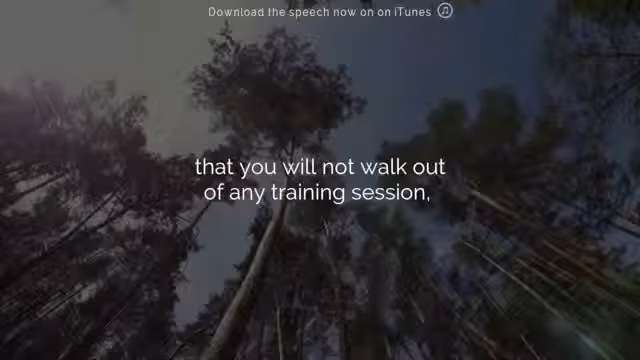 Download the speech now on on iTunes
that you will not walk out
of any training session,